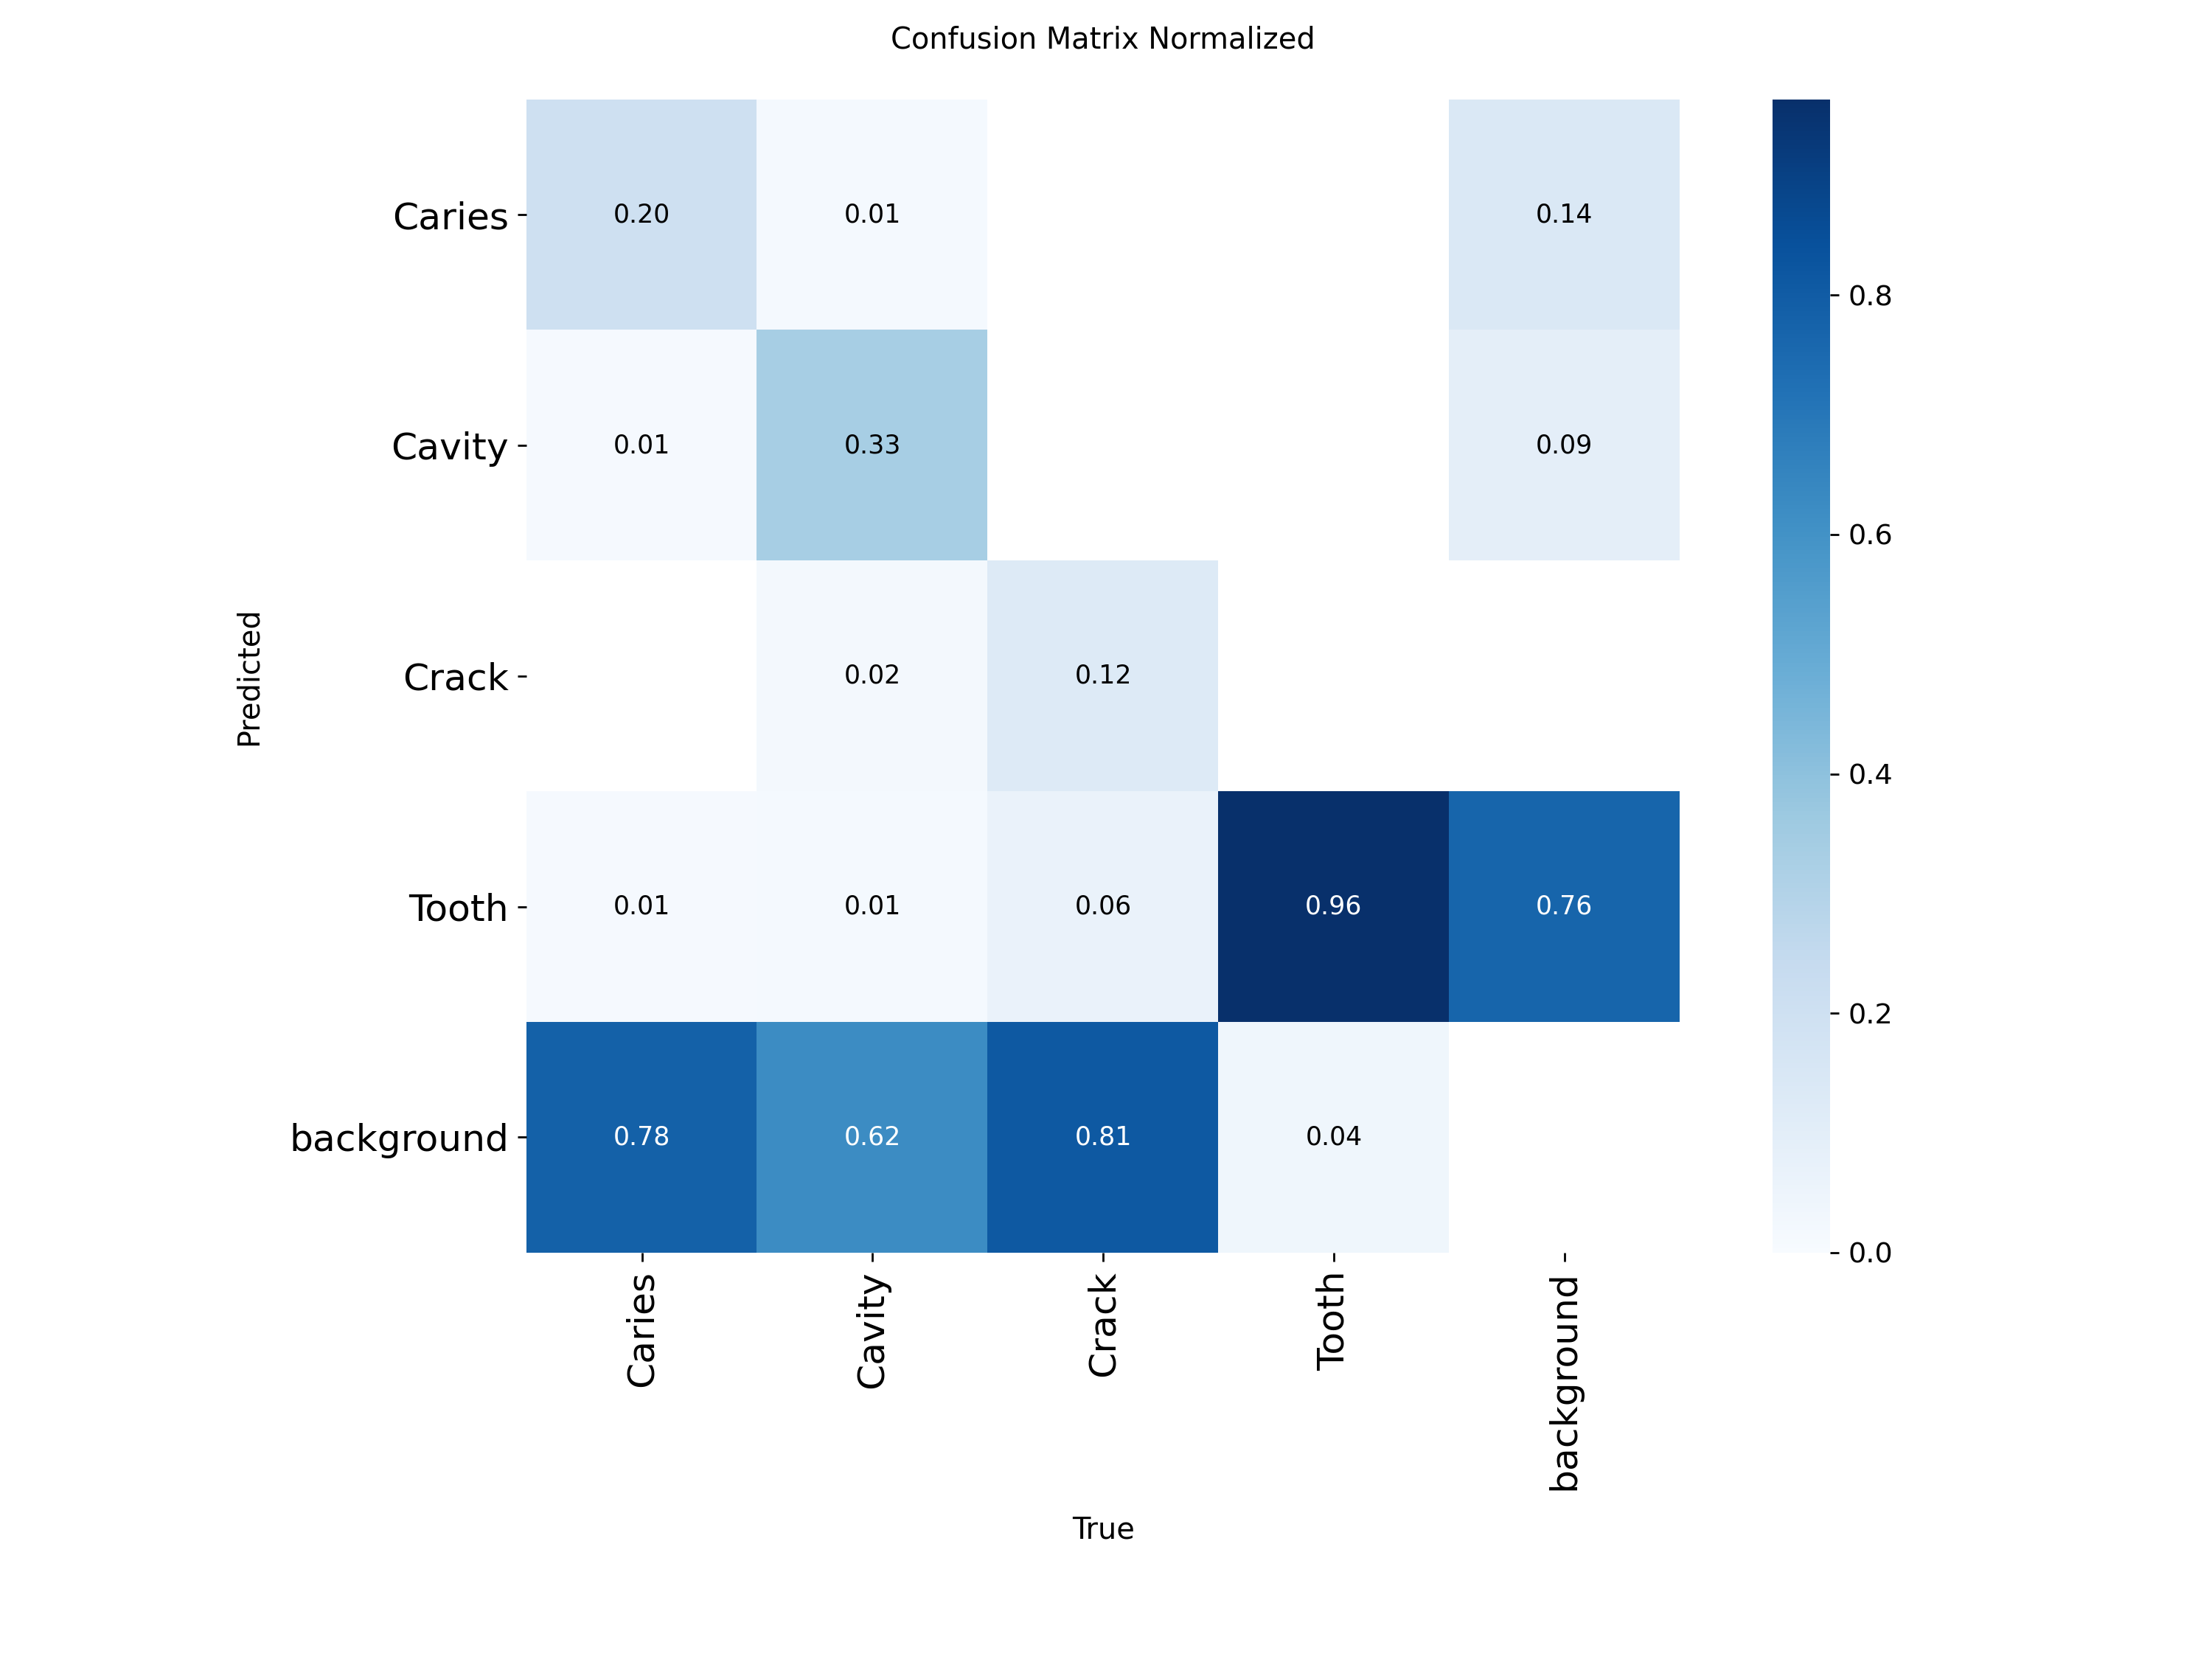 Confusion Matrix Normalized
Caries
0.20
0.01
0.14
Cavity
0.01
0.33
0.09
Crack
0.02
0.12
Tooth
0.01
0.01
0.06
0.96
0.76
background
0.78
0.62
0.81
0.04
Predicted
Caries
Cavity
Crack
Tooth
background
True
0.8
0.6
0.4
0.2
0.0